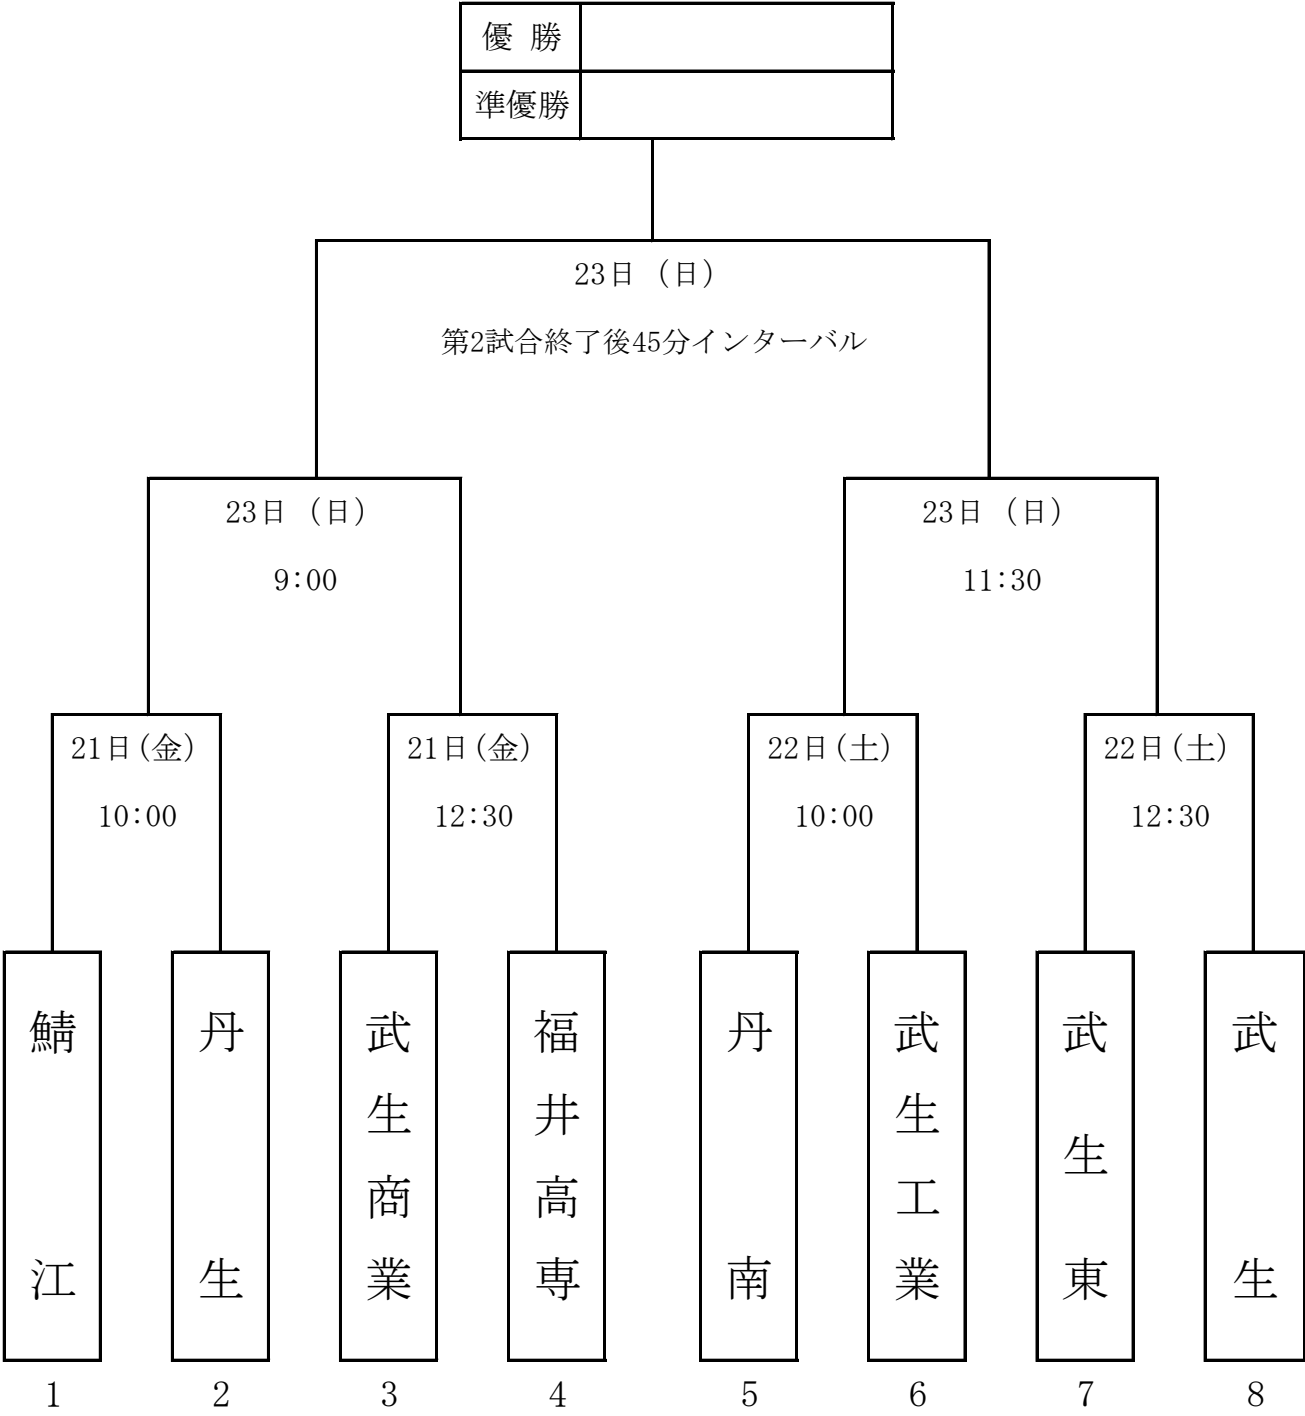 優 勝
準優勝
23日 (日)
第2試合終了後45分インターバル
23日 (日)
9:00
23日 (日)
11:30
21日(金)
10:00
21日(金)
12:30
22日(土)
10:00
22日(土)
12:30
鯖江
丹生
武生商業
福井高専
丹南
武生工業
武生東
武生
1 2 3 4 5 6 7 8